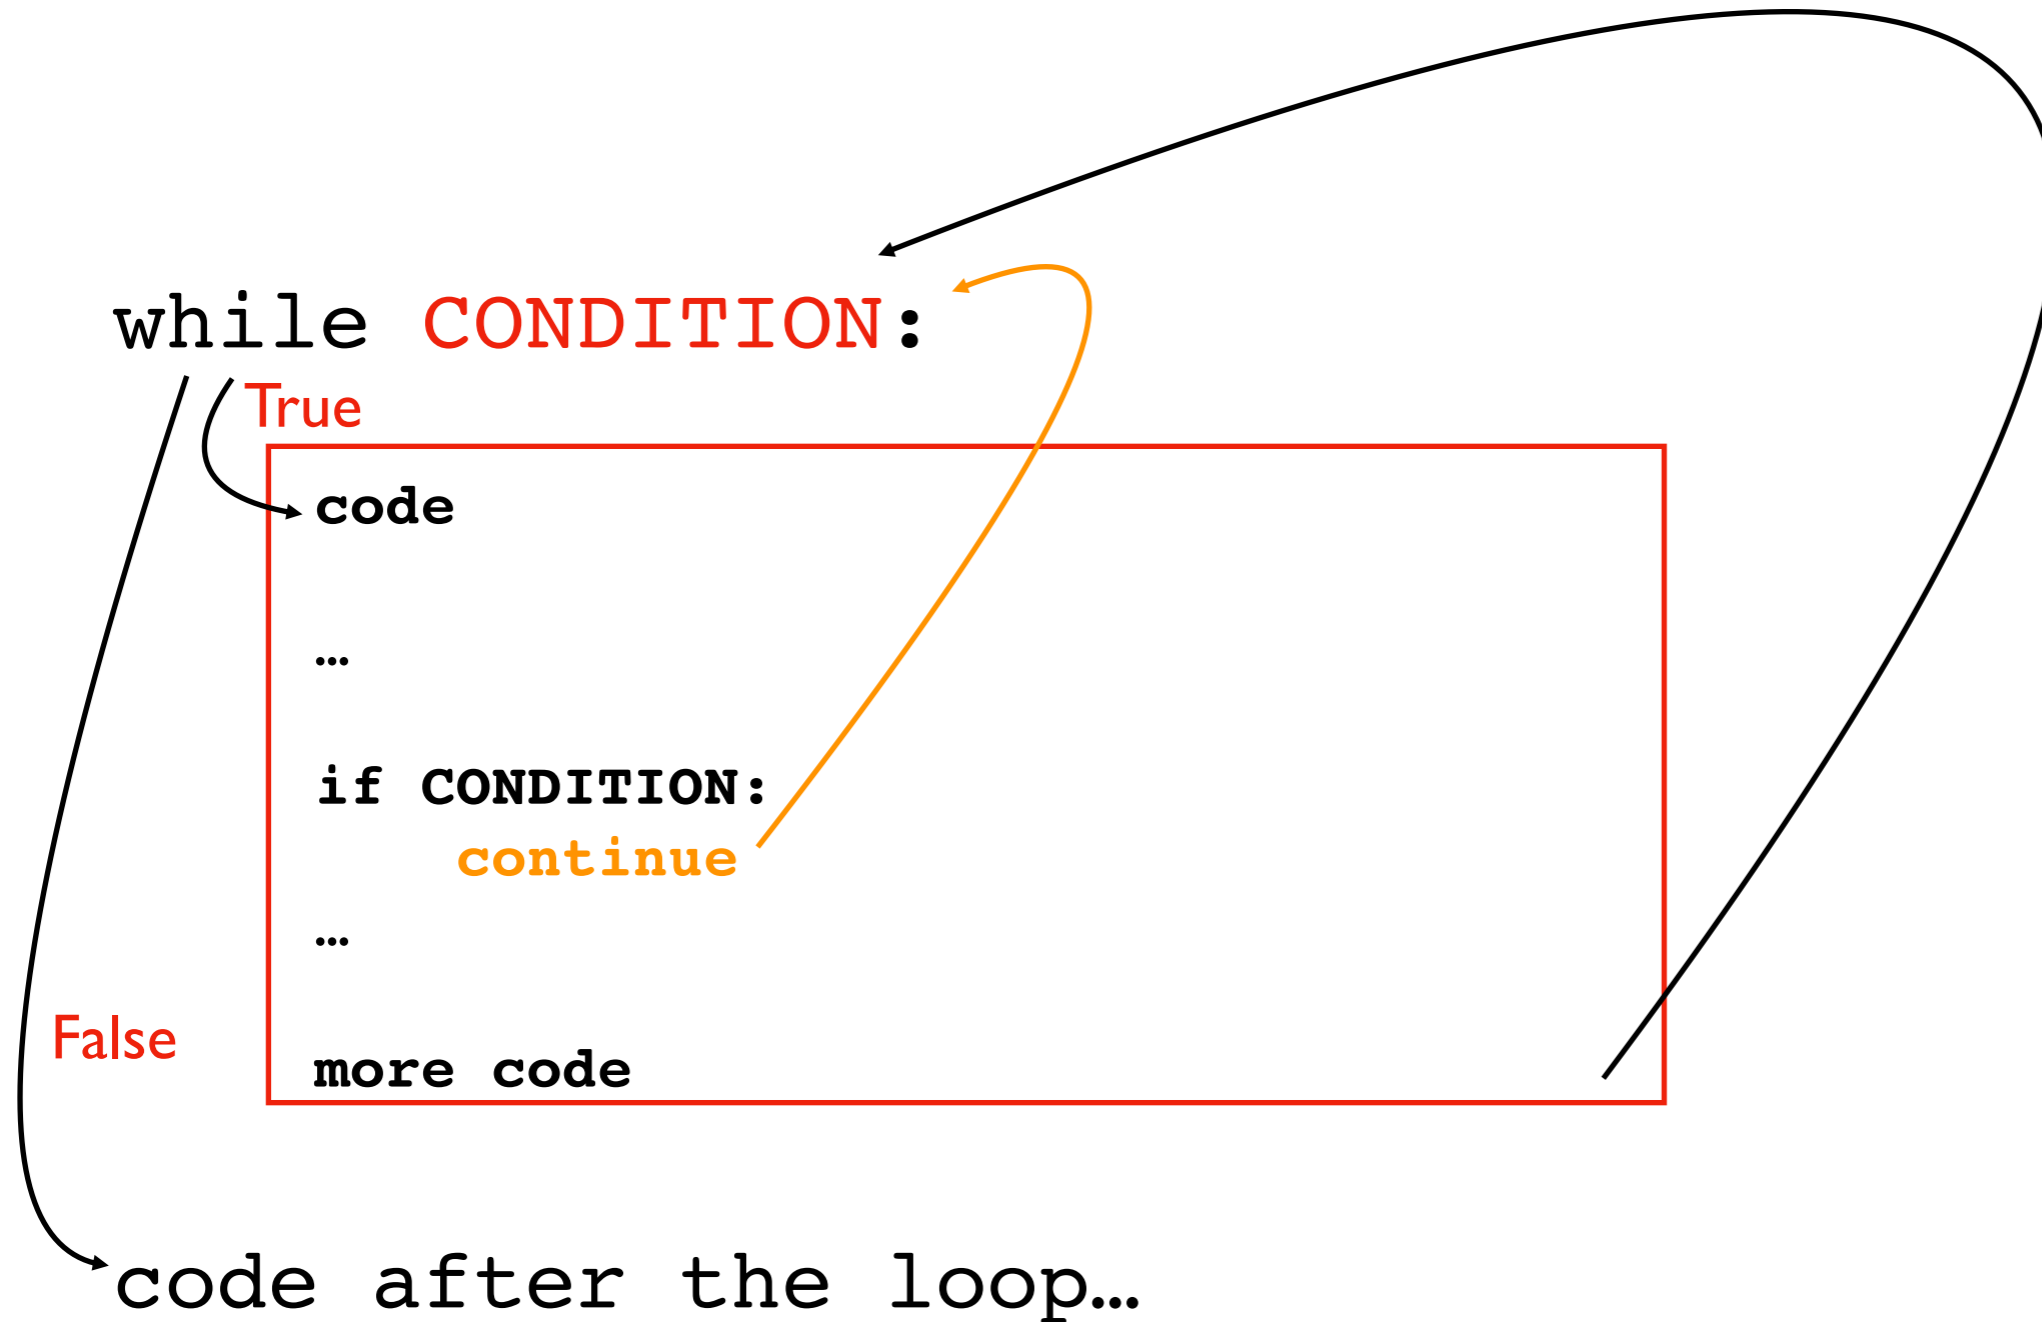 while CONDITION:
True
code
…
if CONDITION:
continue
…
False
more code
code after the loop…